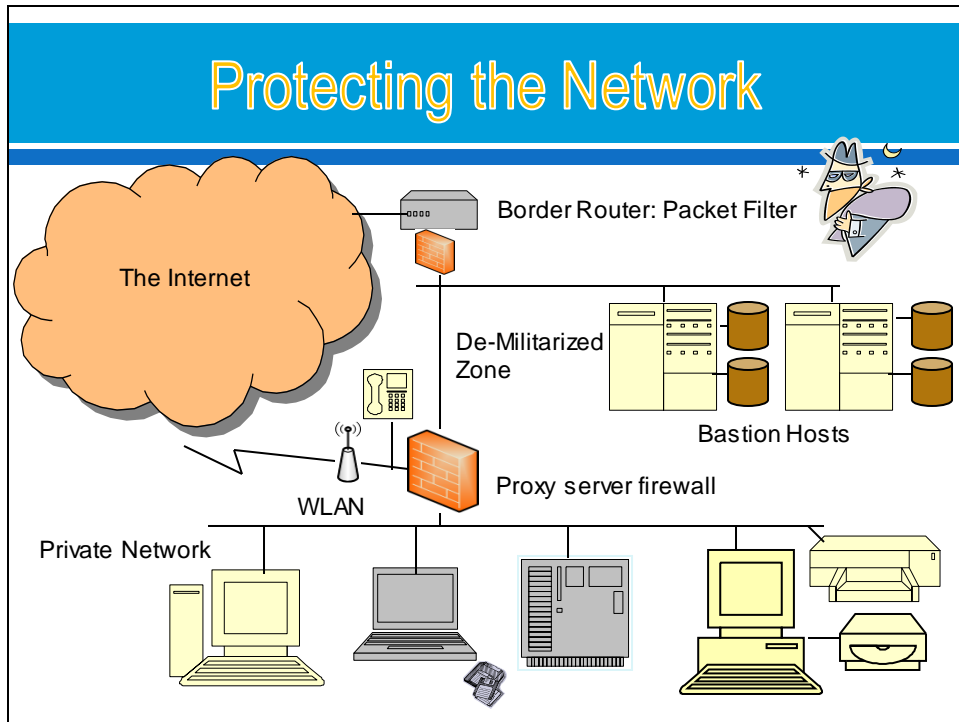 Protecting the Network
Border Router: Packet Filter
The Internet
De-Militarized
Zone
Bastion Hosts
Proxy server firewall
WLAN
Private Network